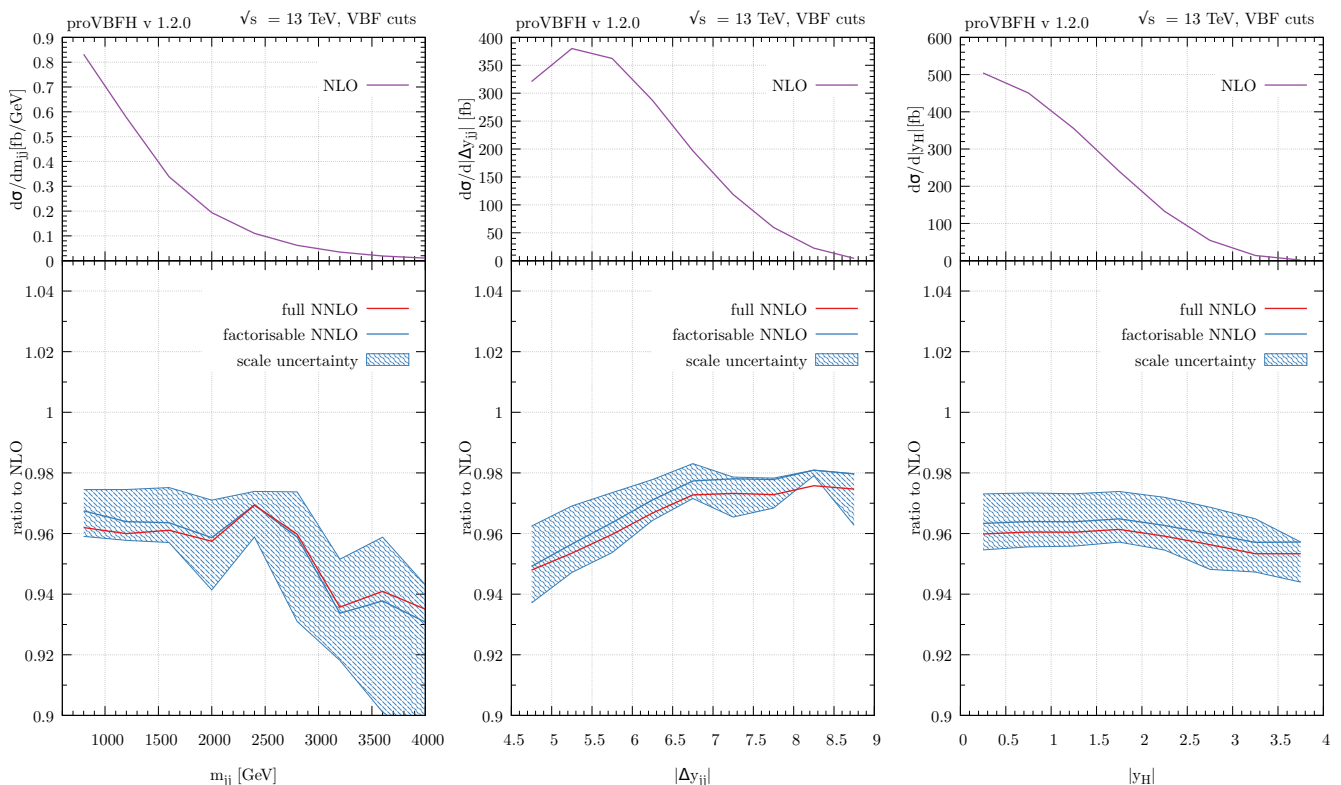 proVBFH v 1.2.0 √s = 13 TeV, VBF cuts
dσ/dm_jj[fb/GeV]
0.9
0.8
0.7
0.6
0.5
0.4
0.3
0.2
0.1
0
NLO
ratio to NLO
1.04
1.02
1
0.98
0.96
0.94
0.92
0.9
full NNLO
factorisable NNLO
scale uncertainty
1000 1500 2000 2500 3000 3500 4000
m_jj [GeV]
proVBFH v 1.2.0 √s = 13 TeV, VBF cuts
dσ/d|Δy_jj| [fb]
400
350
300
250
200
150
100
50
0
NLO
ratio to NLO
1.04
1.02
1
0.98
0.96
0.94
0.92
0.9
full NNLO
factorisable NNLO
scale uncertainty
4.5 5 5.5 6 6.5 7 7.5 8 8.5 9
|Δy_jj|
proVBFH v 1.2.0 √s = 13 TeV, VBF cuts
dσ/d|y_H|[fb]
600
500
400
300
200
100
0
NLO
ratio to NLO
1.04
1.02
1
0.98
0.96
0.94
0.92
0.9
full NNLO
factorisable NNLO
scale uncertainty
0 0.5 1 1.5 2 2.5 3 3.5 4
|y_H|